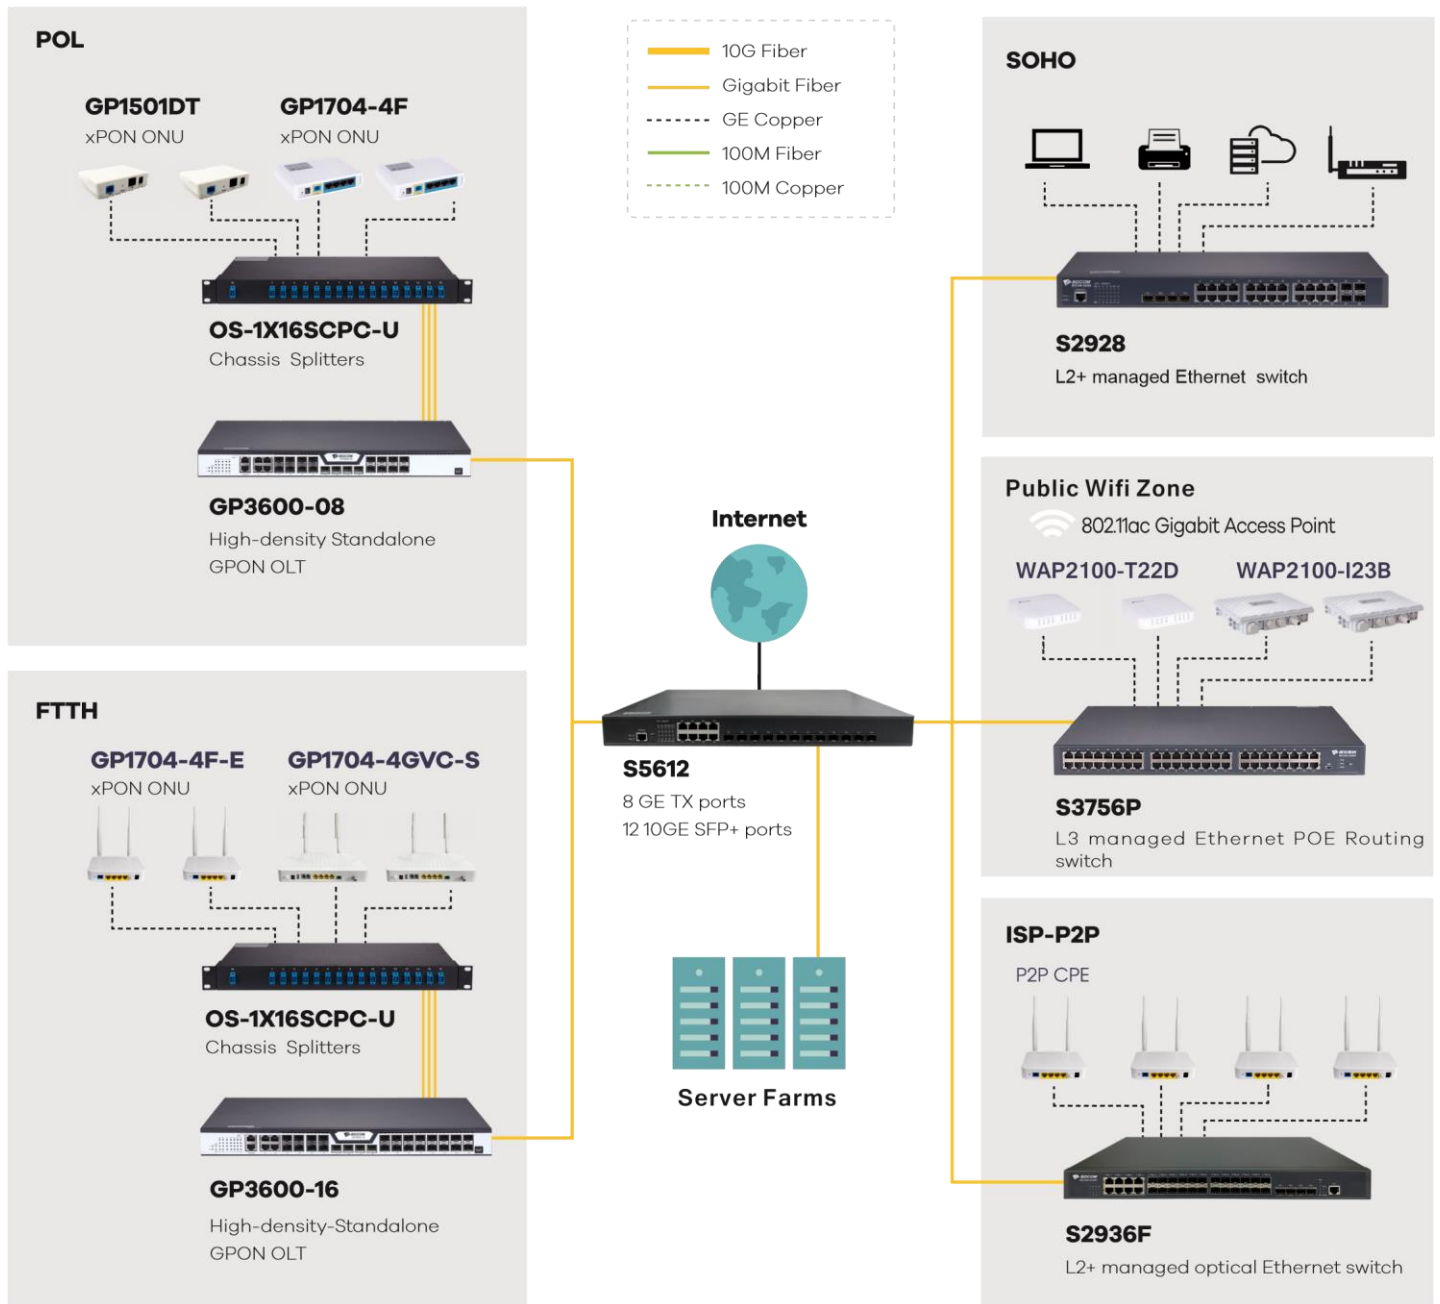 POL
GP1501DT
xPON ONU
GP1704-4F
xPON ONU
OS-1X16SCPC-U
Chassis Splitters
GP3600-08
High-density Standalone
GPON OLT
FTTH
GP1704-4F-E
xPON ONU
GP1704-4GVC-S
xPON ONU
OS-1X16SCPC-U
Chassis Splitters
GP3600-16
High-density-Standalone
GPON OLT
10G Fiber
Gigabit Fiber
GE Copper
100M Fiber
100M Copper
Internet
S5612
8 GE TX ports
12 10GE SFP+ ports
Server Farms
SOHO
S2928
L2+ managed Ethernet switch
Public Wifi Zone
802.11ac Gigabit Access Point
WAP2100-T22D
WAP2100-I23B
S3756P
L3 managed Ethernet POE Routing
switch
ISP-P2P
P2P CPE
S2936F
L2+ managed optical Ethernet switch